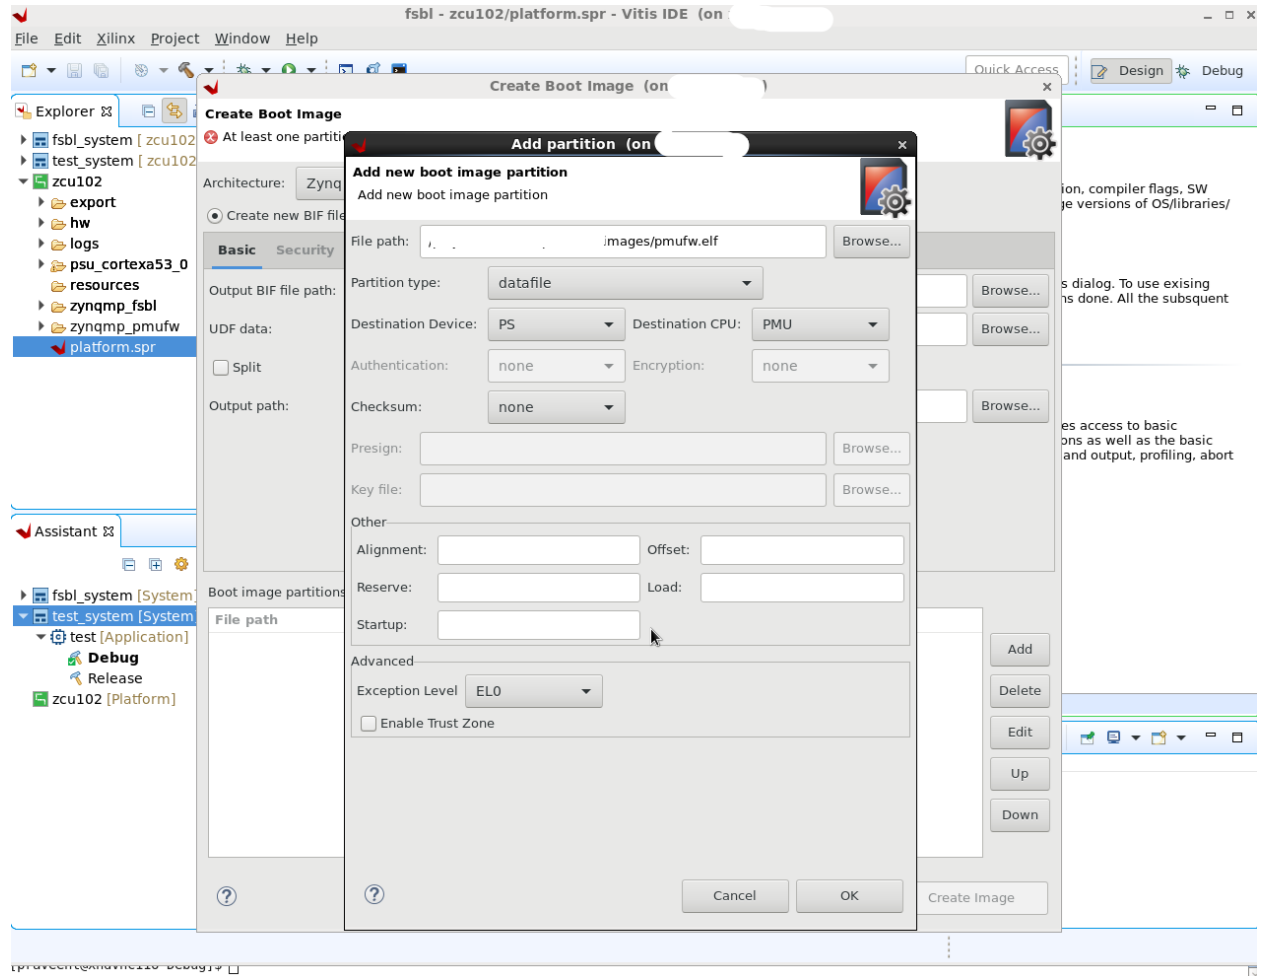 fsbl - zcu102/platform.spr - Vitis IDE (on
File Edit Xilinx Project Window Help
Quick Access
Design
Debug
Explorer
fsbl_system [ zcu102
test_system [ zcu102
zcu102
export
hw
logs
psu_cortexa53_0
resources
zynqmp_fsbl
zynqmp_pmufw
platform.spr
Assistant
fsbl_system [System]
test_system [System
test [Application]
Debug
Release
zcu102 [Platform]
Create Boot Image (on )
Create Boot Image
At least one partitio
Architecture: Zynq
Create new BIF file
Basic Security
Output BIF file path: Browse...
UDF data: Browse...
Split
Output path: Browse...
Boot image partitions
File path
Add
Delete
Edit
Up
Down
Create Image
Add partition (on
Add new boot image partition
Add new boot image partition
File path: images/pmufw.elf Browse...
Partition type: datafile
Destination Device: PS Destination CPU: PMU
Authentication: none Encryption: none
Checksum: none
Presign: Browse...
Key file: Browse...
Other
Alignment: Offset:
Reserve: Load:
Startup:
Advanced
Exception Level EL0
Enable Trust Zone
Cancel OK
ion, compiler flags, SW
ge versions of OS/libraries/
s dialog. To use exising
ns done. All the subsquent
es access to basic
ons as well as the basic
and output, profiling, abort